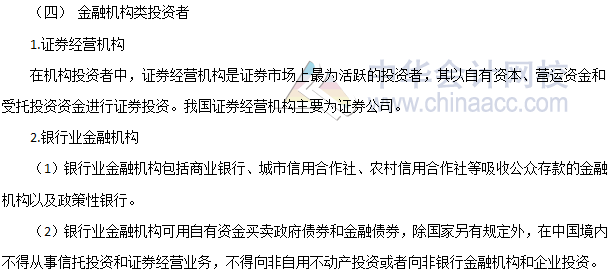 （四） 金融机构类投资者
1.证券经营机构
在机构投资者中，证券经营机构是证券市场上最为活跃的投资者，其以自有资本、营运资金和
受托投资资金进行证券投资。我国证券经营机构主要为证券公司。
2.银行业金融机构
（1）银行业金融机构包括商业银行、城市信用合作社、农村信用合作社等吸收公众存款的金融
机构以及政策性银行。
（2）银行业金融机构可用自有资金买卖政府债券和金融债券，除国家另有规定外，在中国境内
不得从事信托投资和证券经营业务，不得向非自用不动产投资或者向非银行金融机构和企业投资。
中华会计网校
www.chinaacc.com